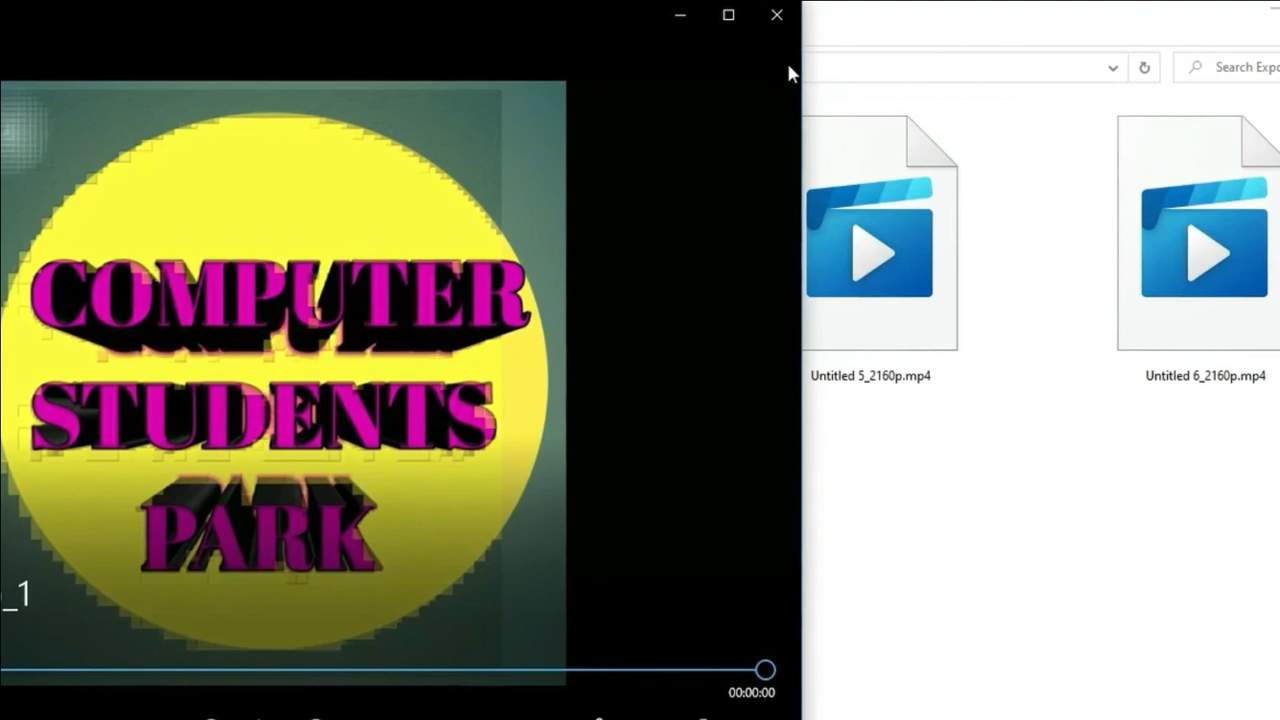 COMPUTER
STUDENTS
PARK
_1
00:00:00
Search Expo
Untitled 5_2160p.mp4
Untitled 6_2160p.mp4